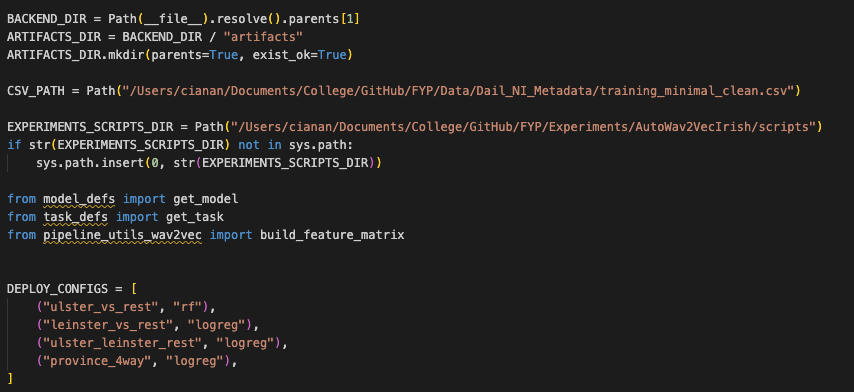 BACKEND_DIR = Path(__file__).resolve().parents[1]
ARTIFACTS_DIR = BACKEND_DIR / "artifacts"
ARTIFACTS_DIR.mkdir(parents=True, exist_ok=True)
CSV_PATH = Path("/Users/cianan/Documents/College/GitHub/FYP/Data/Dail_NI_Metadata/training_minimal_clean.csv")
EXPERIMENTS_SCRIPTS_DIR = Path("/Users/cianan/Documents/College/GitHub/FYP/Experiments/AutoWav2VecIrish/scripts")
if str(EXPERIMENTS_SCRIPTS_DIR) not in sys.path:
    sys.path.insert(0, str(EXPERIMENTS_SCRIPTS_DIR))
from model_defs import get_model
from task_defs import get_task
from pipeline_utils_wav2vec import build_feature_matrix
DEPLOY_CONFIGS = [
    ("ulster_vs_rest", "rf"),
    ("leinster_vs_rest", "logreg"),
    ("ulster_leinster_rest", "logreg"),
    ("province_4way", "logreg"),
]